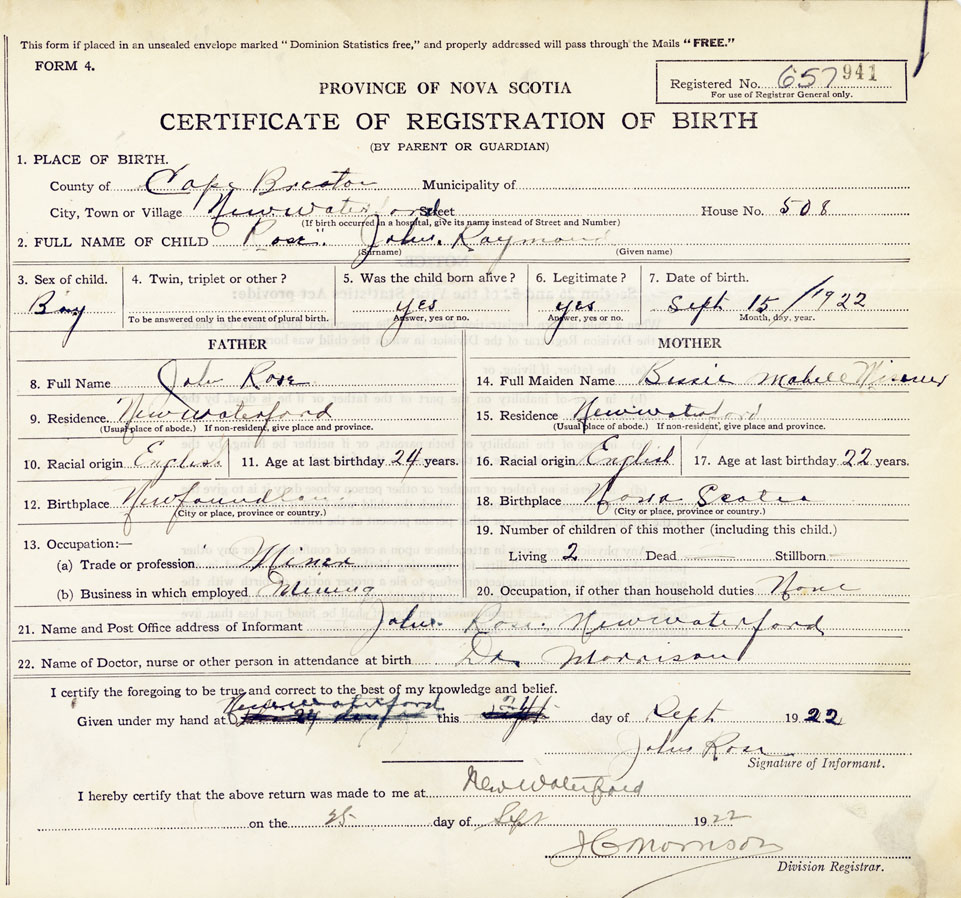 This form if placed in an unsealed envelope marked "Dominion Statistics free," and properly addressed will pass through the Mails "FREE."
FORM 4.
Registered No. 657 941
For use of Registrar General only.
PROVINCE OF NOVA SCOTIA
CERTIFICATE OF REGISTRATION OF BIRTH
(BY PARENT OR GUARDIAN)
1. PLACE OF BIRTH.
County of Cape Breton Municipality of
City, Town or Village New Waterford Street House No. 508
(If birth occurred in a hospital, give its name instead of Street and Number)
2. FULL NAME OF CHILD Rose John Raymond
(Surname) (Given name)
3. Sex of child. 4. Twin, triplet or other? 5. Was the child born alive? 6. Legitimate? 7. Date of birth.
Boy yes yes Sept 15/1922
To be answered only in the event of plural birth. Answer, yes or no. Answer, yes or no. Month, day, year.
FATHER MOTHER
8. Full Name John Rose
14. Full Maiden Name Bessie Mabell
9. Residence New Waterford
15. Residence New Waterford
(Usual place of abode.) If non-resident, give place and province.
(Usual place of abode.) If non-resident, give place and province.
10. Racial origin English 11. Age at last birthday 24 years.
16. Racial origin English 17. Age at last birthday 22 years.
12. Birthplace Newfoundland
18. Birthplace Nova Scotia
(City or place, province or country.)
(City or place, province or country.)
13. Occupation:—
19. Number of children of this mother (including this child.)
(a) Trade or profession Miner
Living 2 Dead Stillborn
(b) Business in which employed Mining
20. Occupation, if other than household duties None
21. Name and Post Office address of Informant John Rose. New Waterford
22. Name of Doctor, nurse or other person in attendance at birth Dr Morrison
I certify the foregoing to be true and correct to the best of my knowledge and belief.
Given under my hand at New Waterford this 24 day of Sept 1922
John Rose
Signature of Informant.
I hereby certify that the above return was made to me at New Waterford
on the 25 day of Sept 1922
J C Morrison
Division Registrar.